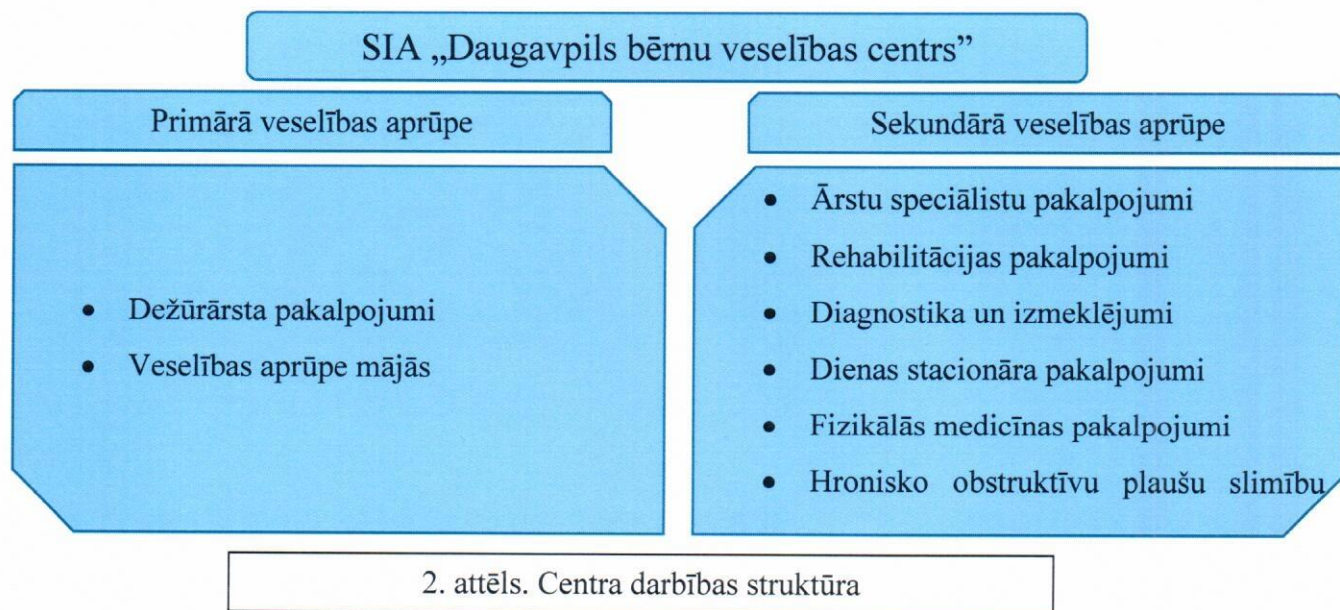 SIA „Daugavpils bērnu veselības centrs”
Primārā veselības aprūpe
• Dežūrārsta pakalpojumi
• Veselības aprūpe mājās
Sekundārā veselības aprūpe
• Ārstu speciālistu pakalpojumi
• Rehabilitācijas pakalpojumi
• Diagnostika un izmeklējumi
• Dienas stacionāra pakalpojumi
• Fizikālās medicīnas pakalpojumi
• Hronisko obstruktīvu plaušu slimību
2. attēls. Centra darbības struktūra